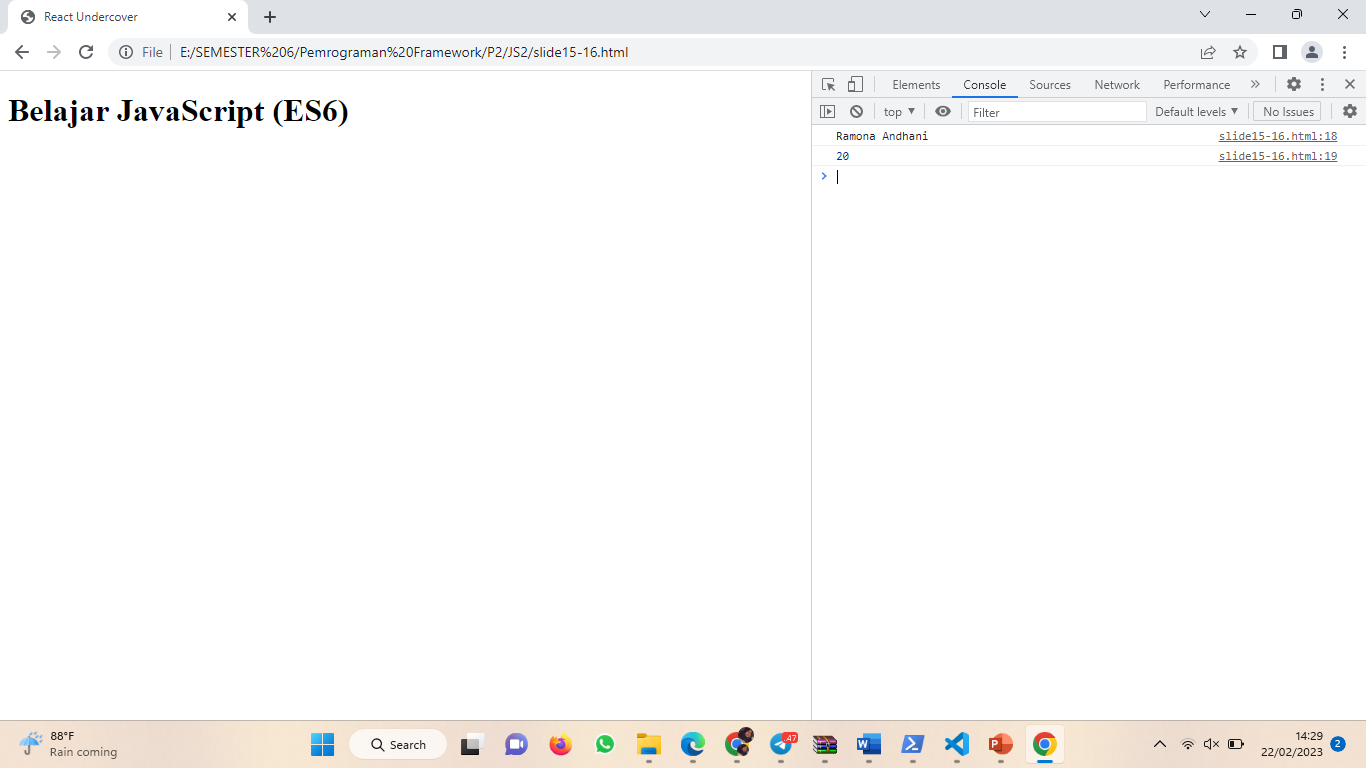 React Undercover
File
E:/SEMESTER%206/Pemrograman%20Framework/P2/JS2/slide15-16.html
Belajar JavaScript (ES6)
Elements Console Sources Network Performance »
top ▼ Filter Default levels ▼ No Issues
Ramona Andhani slide15-16.html:18
20 slide15-16.html:19
>
88°F
Rain coming
Search
47
14:29
22/02/2023
2